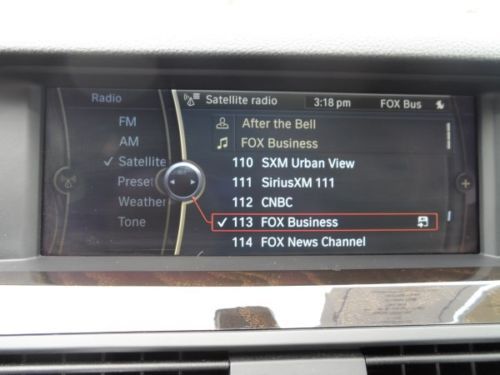 Radio
Satellite radio
3:18 pm
FOX Bus
FM
AM
Satellite
Preset
Weather
Tone
After the Bell
FOX Business
110 SXM Urban View
111 SiriusXM 111
112 CNBC
113 FOX Business
114 FOX News Channel